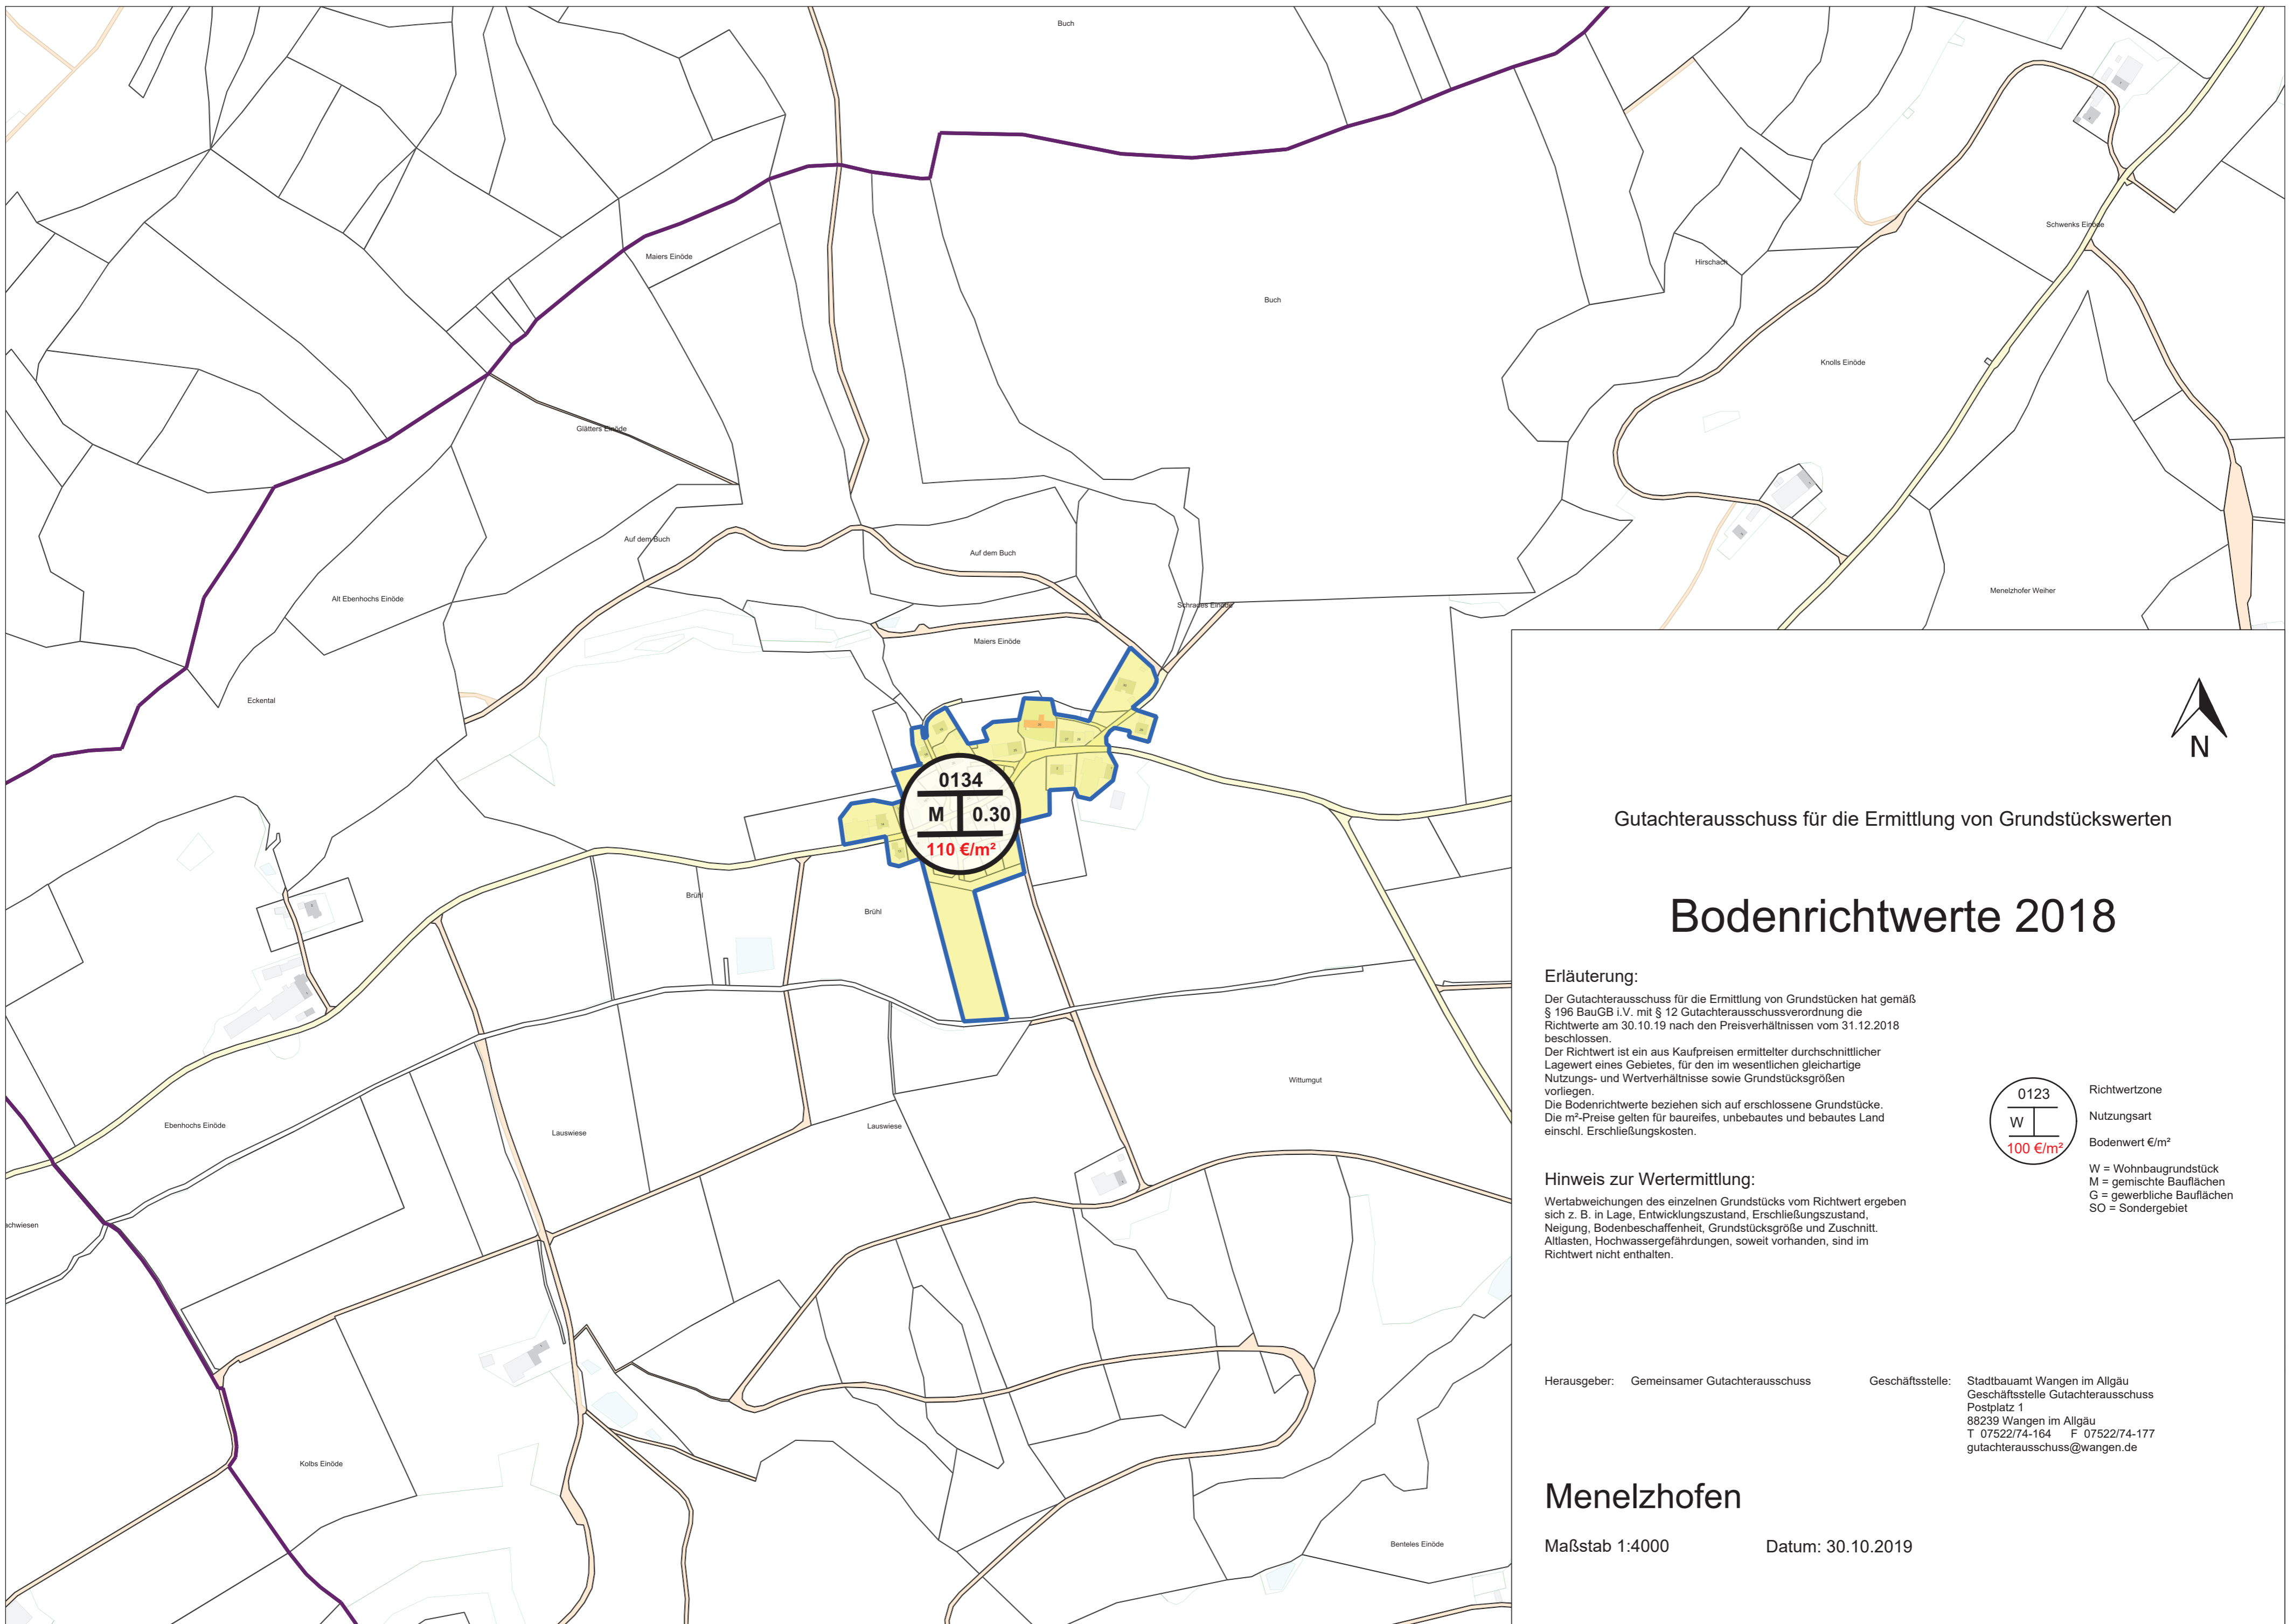 Buch
Schwenks Einöde
Maiers Einöde
Hirschach
Buch
Knolls Einöde
Glätters Einöde
Auf dem Buch
Auf dem Buch
Menelzhofer Weiher
Alt Ebenhochs Einöde
Schrades Einöde
Maiers Einöde
Eckental
0134
M 0.30
110 €/m²
Brühl
Brühl
Wittumgut
Ebenhochs Einöde
Lauswiese
Lauswiese
achwiesen
Kolbs Einöde
Benteles Einöde
N
Gutachterausschuss für die Ermittlung von Grundstückswerten
Bodenrichtwerte 2018
Erläuterung:
Der Gutachterausschuss für die Ermittlung von Grundstücken hat gemäß
§ 196 BauGB i.V. mit § 12 Gutachterausschussverordnung die
Richtwerte am 30.10.19 nach den Preisverhältnissen vom 31.12.2018
beschlossen.
Der Richtwert ist ein aus Kaufpreisen ermittelter durchschnittlicher
Lagewert eines Gebietes, für den im wesentlichen gleichartige
Nutzungs- und Wertverhältnisse sowie Grundstücksgrößen
vorliegen.
Die Bodenrichtwerte beziehen sich auf erschlossene Grundstücke.
Die m²-Preise gelten für baureifes, unbebautes und bebautes Land
einschl. Erschließungskosten.
0123
W
100 €/m²
Richtwertzone
Nutzungsart
Bodenwert €/m²
W = Wohnbaugrundstück
M = gemischte Bauflächen
G = gewerbliche Bauflächen
SO = Sondergebiet
Hinweis zur Wertermittlung:
Wertabweichungen des einzelnen Grundstücks vom Richtwert ergeben
sich z. B. in Lage, Entwicklungszustand, Erschließungszustand,
Neigung, Bodenbeschaffenheit, Grundstücksgröße und Zuschnitt.
Altlasten, Hochwassergefährdungen, soweit vorhanden, sind im
Richtwert nicht enthalten.
Herausgeber: Gemeinsamer Gutachterausschuss
Geschäftsstelle: Stadtbauamt Wangen im Allgäu
Geschäftsstelle Gutachterausschuss
Postplatz 1
88239 Wangen im Allgäu
T 07522/74-164 F 07522/74-177
gutachterausschuss@wangen.de
Menelzhofen
Maßstab 1:4000 Datum: 30.10.2019